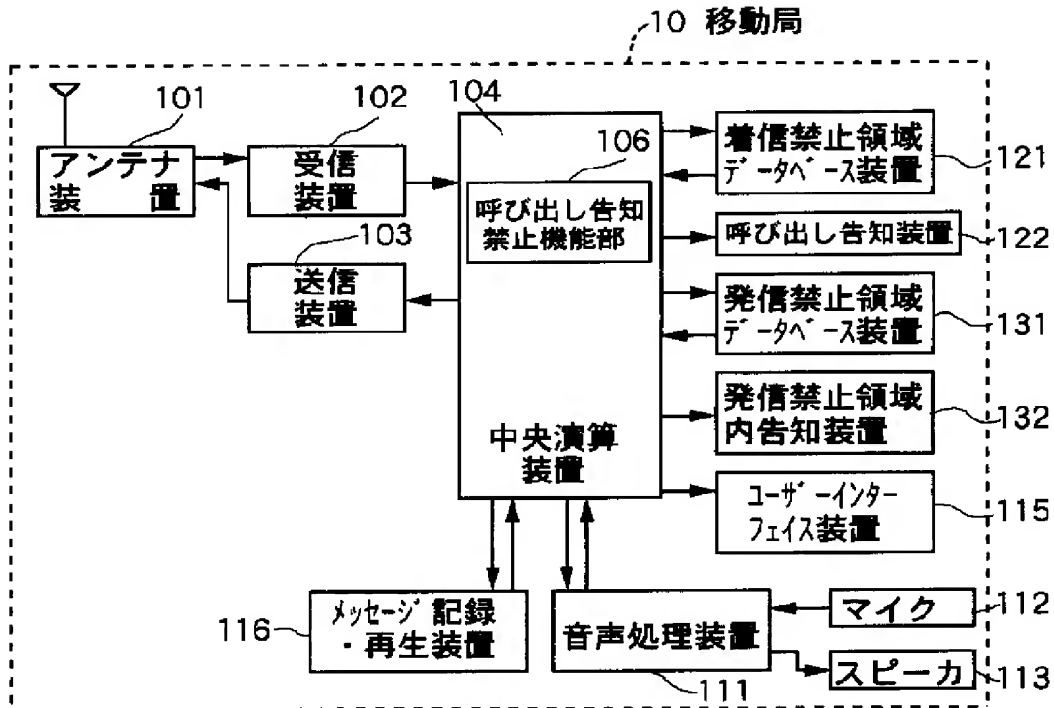 10 移動局
101
アンテナ
装 置
102
受信
装置
103
送信
装置
104
106
呼び出し告知
禁止機能部
中央演算
装置
着信禁止領域
データベース装置
121
呼び出し告知装置
122
発信禁止領域
データベース装置
131
発信禁止領域
内告知装置
132
ユーザーインター
フェイス装置
115
116
メッセージ記録
・再生装置
音声処理装置
111
マイク
112
スピーカ
113